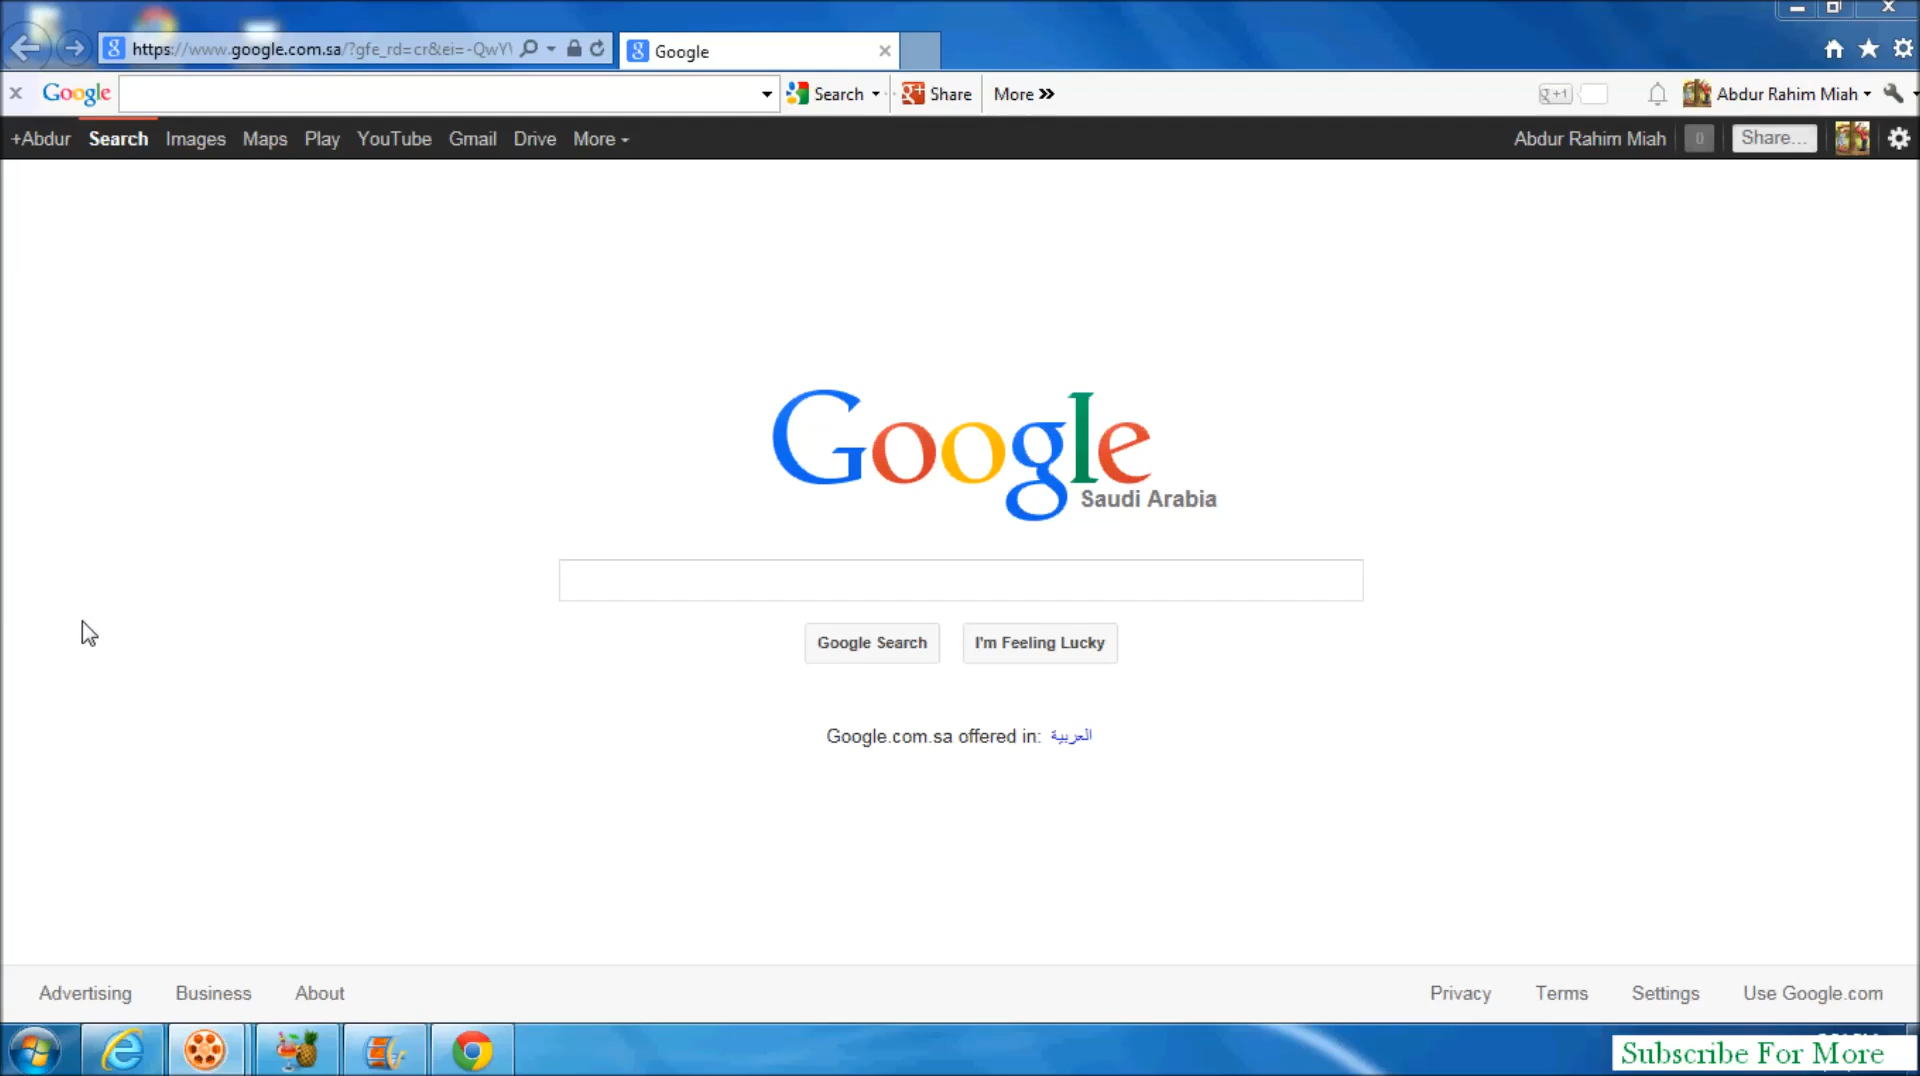 https://www.google.com.sa/?gfe_rd=cr&ei=-QwY
Google
Google
Search
Share
More
+1
Abdur Rahim Miah
+Abdur Search Images Maps Play YouTube Gmail Drive More
Abdur Rahim Miah
0
Share...
Google
Saudi Arabia
Google Search
I'm Feeling Lucky
Google.com.sa offered in: العربية
Advertising Business About
Privacy Terms Settings Use Google.com
Subscribe For More